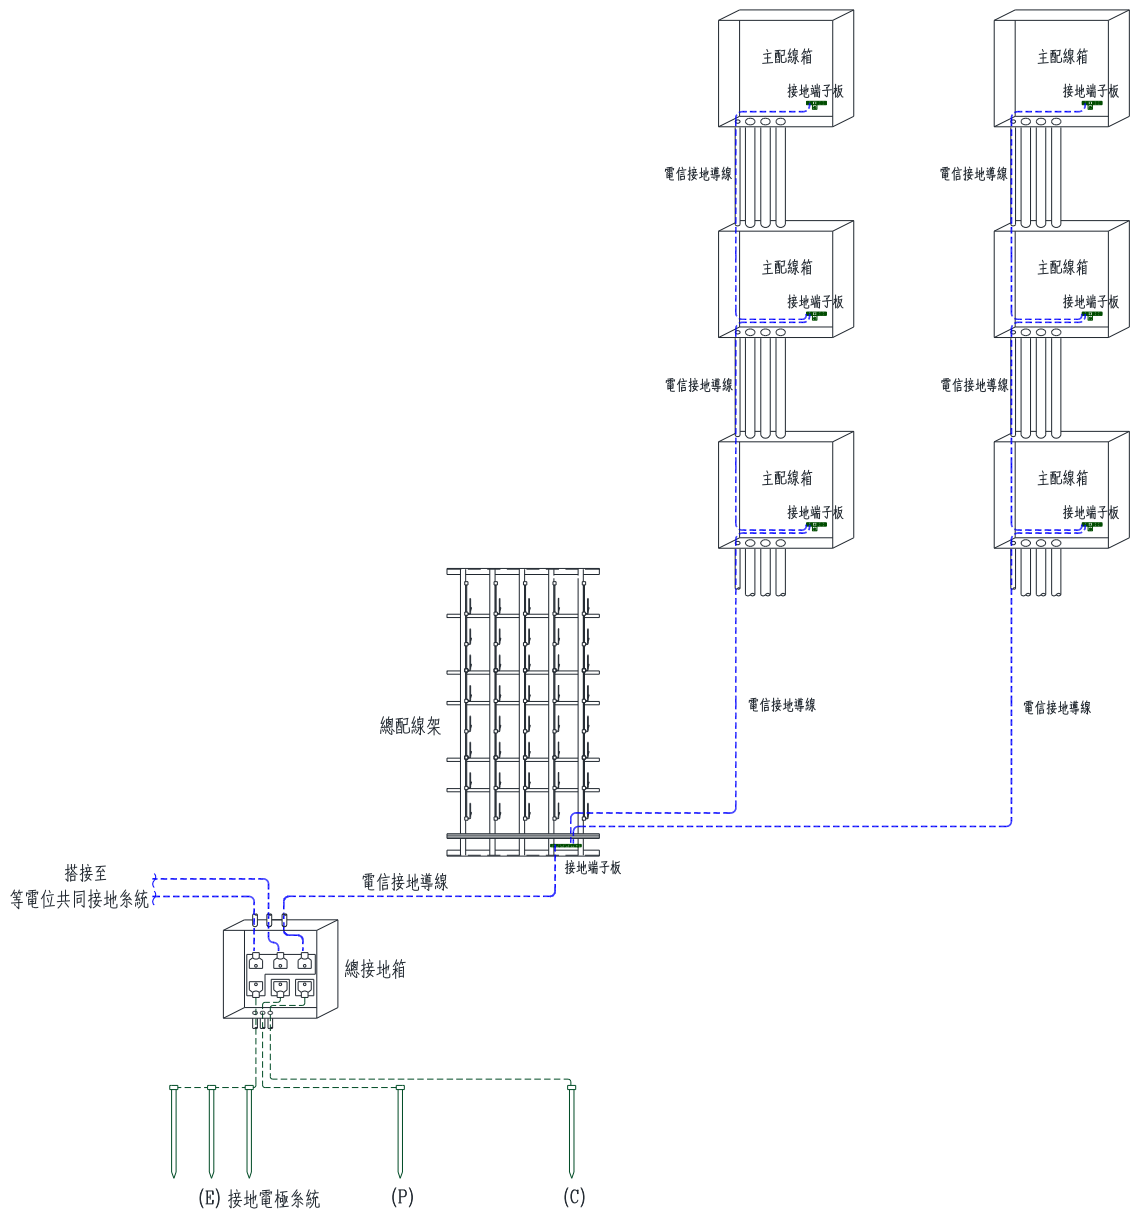 主配線箱
主配線箱
接地端子板
接地端子板
電信接地導線
電信接地導線
主配線箱
主配線箱
接地端子板
接地端子板
電信接地導線
電信接地導線
主配線箱
主配線箱
接地端子板
接地端子板
電信接地導線
電信接地導線
總配線架
接地端子板
搭接至
等電位共同接地系統
電信接地導線
總接地箱
(E) 接地電極系統
(P)
(C)